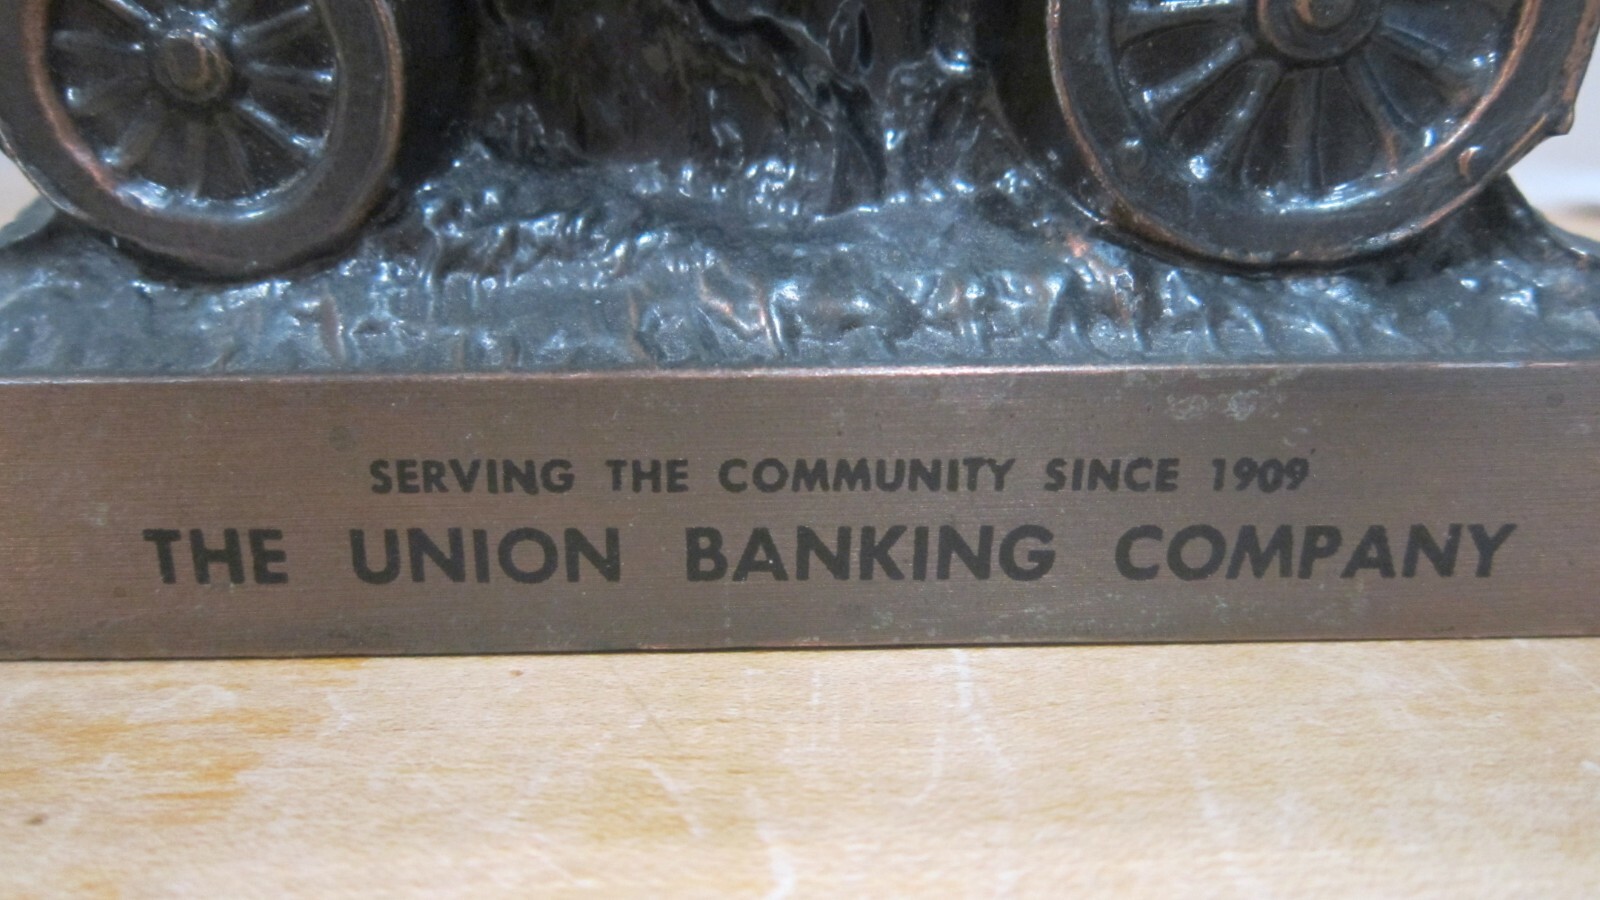 SERVING THE COMMUNITY SINCE 1909
THE UNION BANKING COMPANY